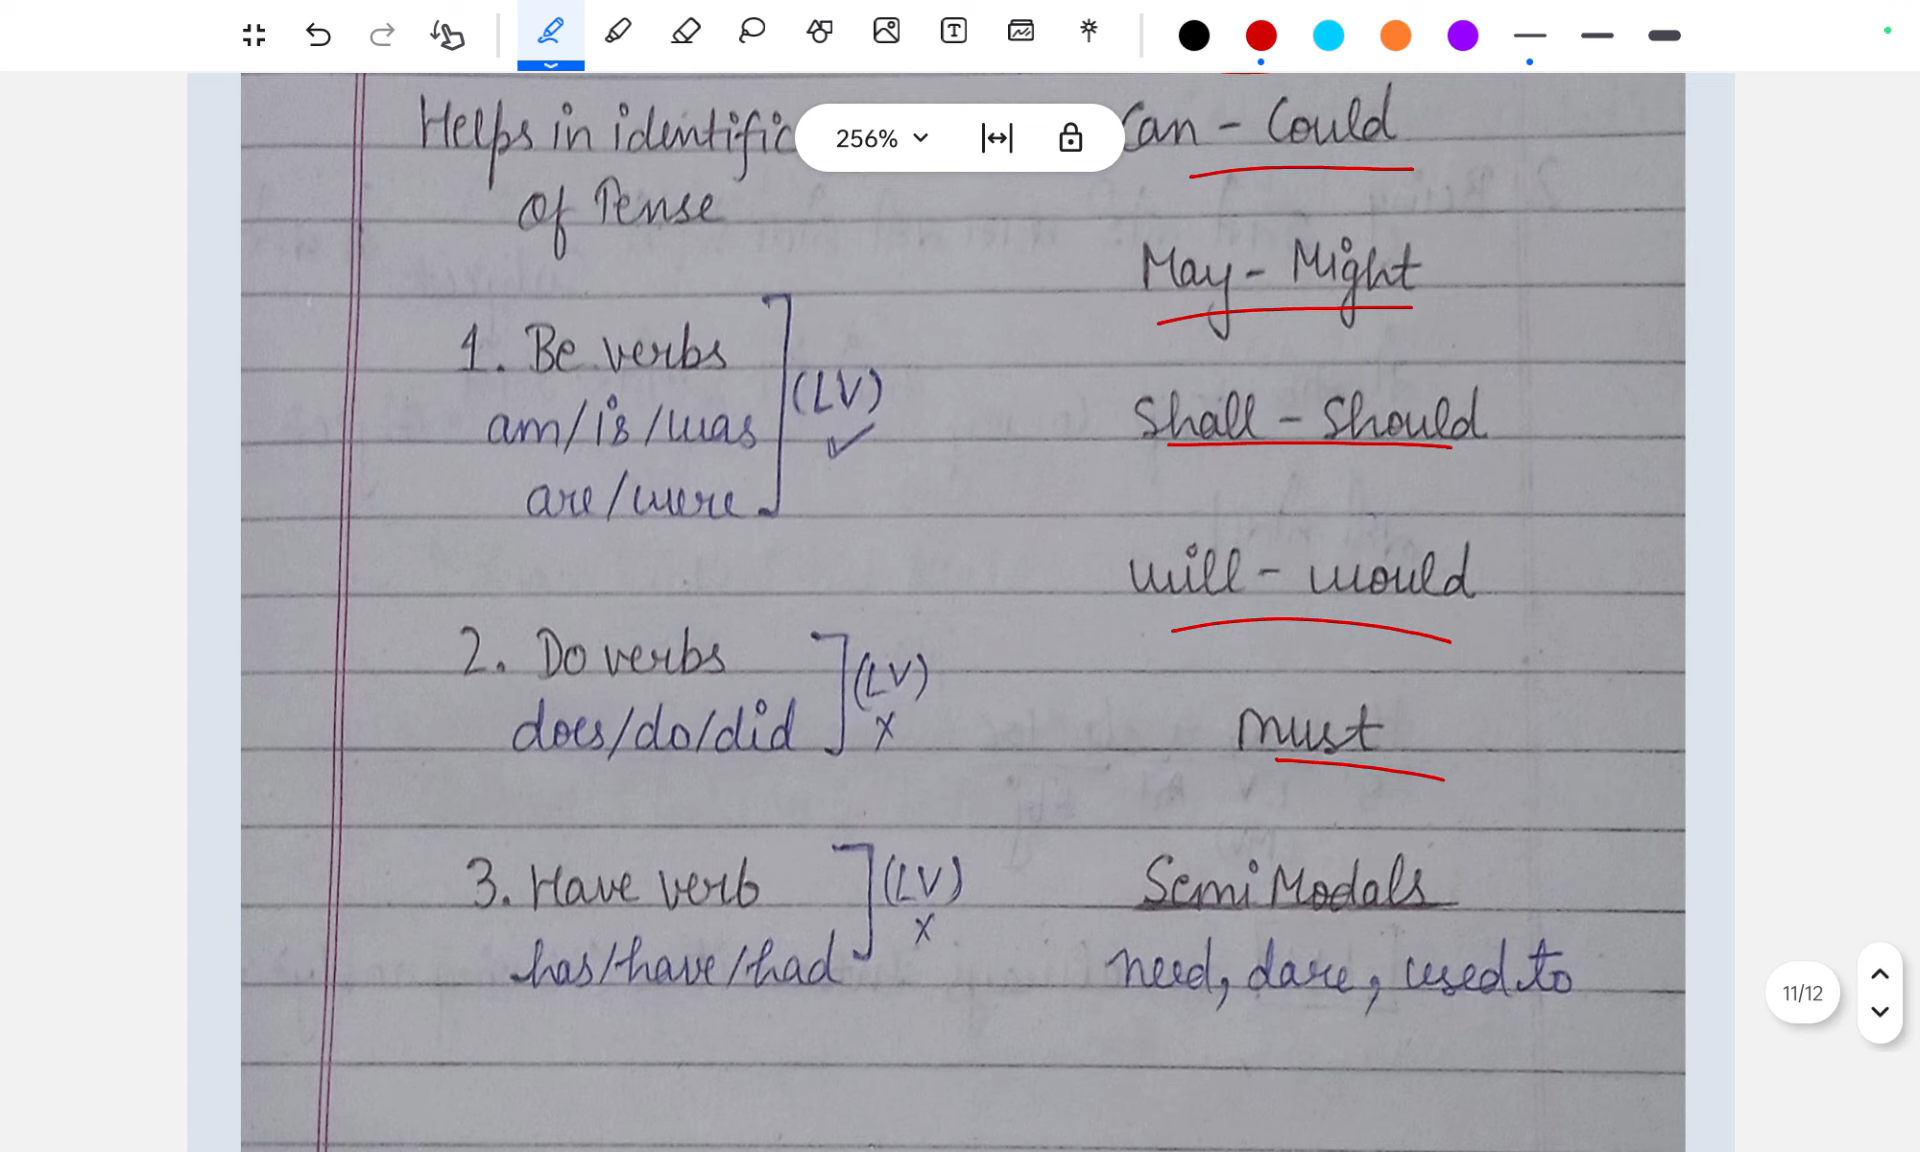 256%
Helps in identific
of Tense
1. Be verbs
am/is/was
are/were
(LV)
2. Do verbs
does/do/did
(LV)
x
3. Have verb
has/have/had
(LV)
x
Can - Could
May - Might
Shall - Should
will - would
must
Semi Modals
need, dare, used to
11/12